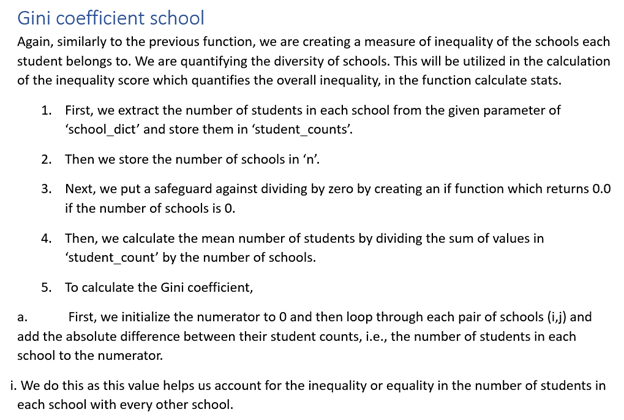 Gini coefficient school
Again, similarly to the previous function, we are creating a measure of inequality of the schools each
student belongs to. We are quantifying the diversity of schools. This will be utilized in the calculation
of the inequality score which quantifies the overall inequality, in the function calculate stats.
1. First, we extract the number of students in each school from the given parameter of
‘school_dict’ and store them in ‘student_counts’.
2. Then we store the number of schools in ‘n’.
3. Next, we put a safeguard against dividing by zero by creating an if function which returns 0.0
if the number of schools is 0.
4. Then, we calculate the mean number of students by dividing the sum of values in
‘student_count’ by the number of schools.
5. To calculate the Gini coefficient,
a. First, we initialize the numerator to 0 and then loop through each pair of schools (i,j) and
add the absolute difference between their student counts, i.e., the number of students in each
school to the numerator.
i. We do this as this value helps us account for the inequality or equality in the number of students in
each school with every other school.